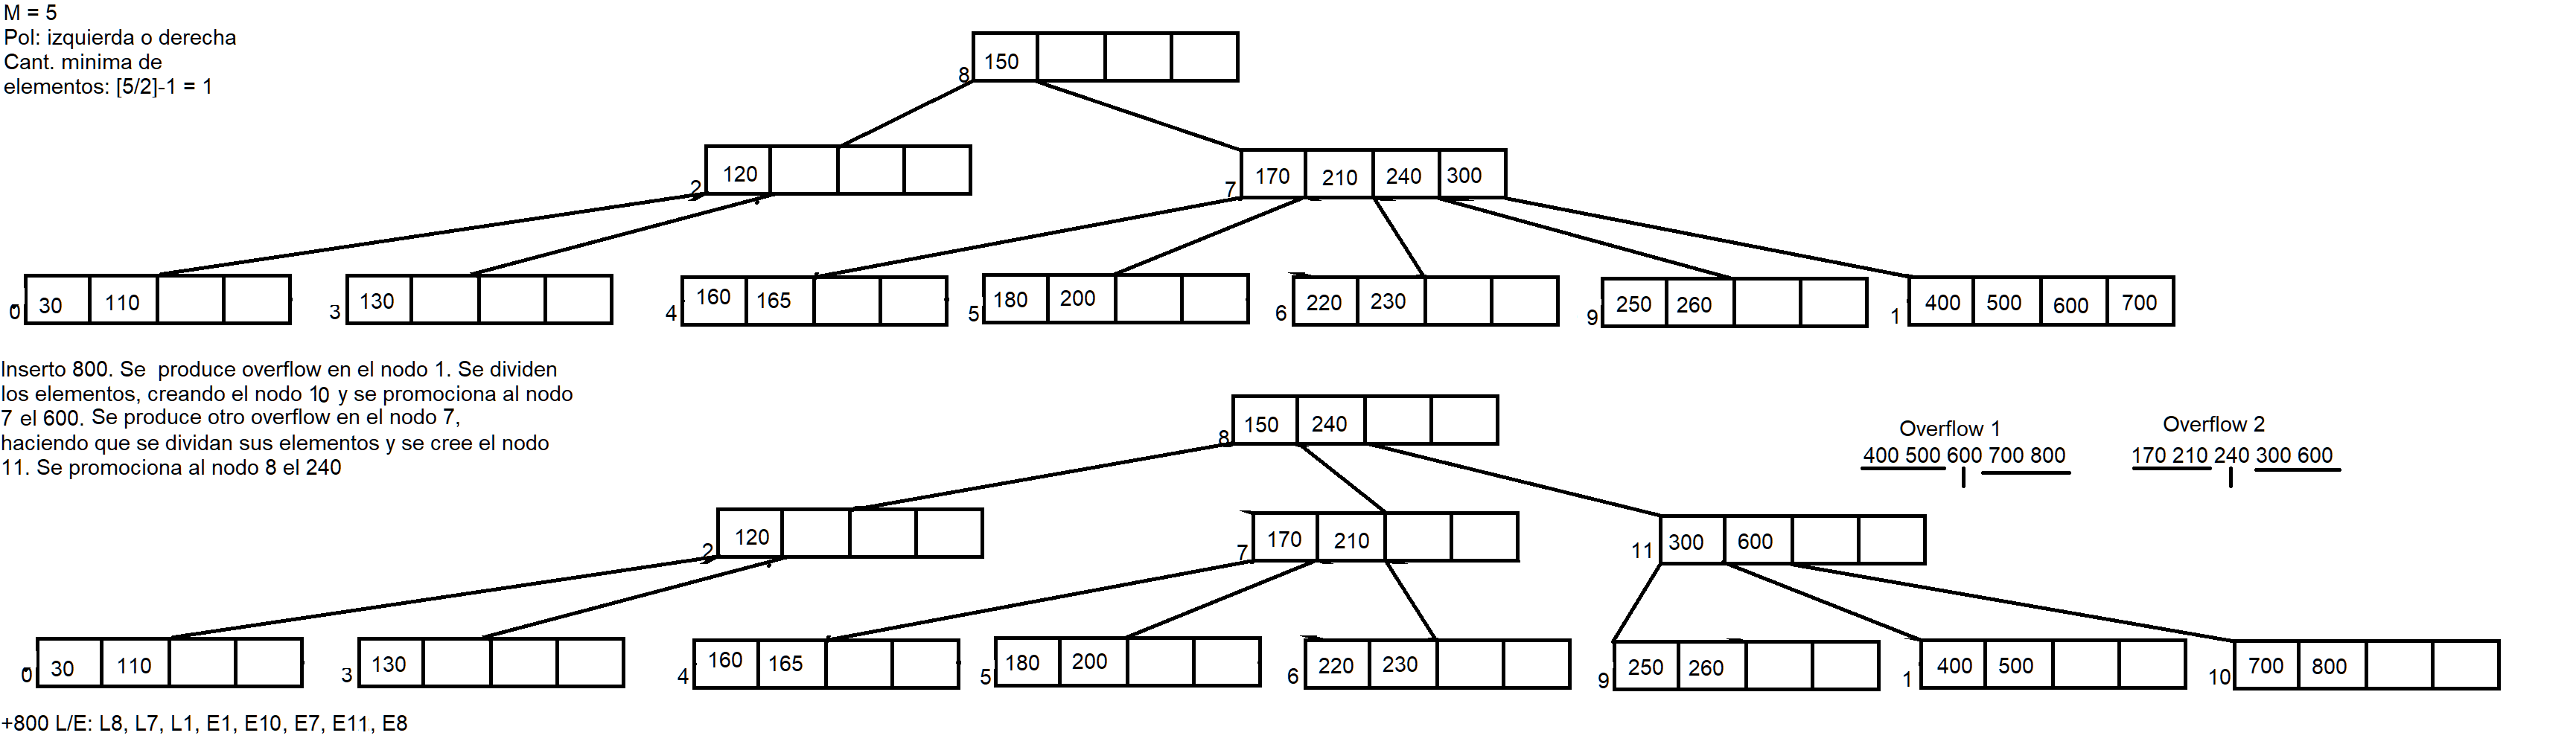 M = 5
Pol: izquierda o derecha
Cant. minima de
elementos: [5/2]-1 = 1
8 150
2 120
7 170 210 240 300
0 30 110
3 130
4 160 165
5 180 200
6 220 230
9 250 260
1 400 500 600 700
Inserto 800. Se produce overflow en el nodo 1. Se dividen
los elementos, creando el nodo 10 y se promociona al nodo
7 el 600. Se produce otro overflow en el nodo 7,
haciendo que se dividan sus elementos y se cree el nodo
11. Se promociona al nodo 8 el 240
8 150 240
Overflow 1
400 500 600 700 800
Overflow 2
170 210 240 300 600
2 120
7 170 210
11 300 600
0 30 110
3 130
4 160 165
5 180 200
6 220 230
9 250 260
1 400 500
10 700 800
+800 L/E: L8, L7, L1, E1, E10, E7, E11, E8